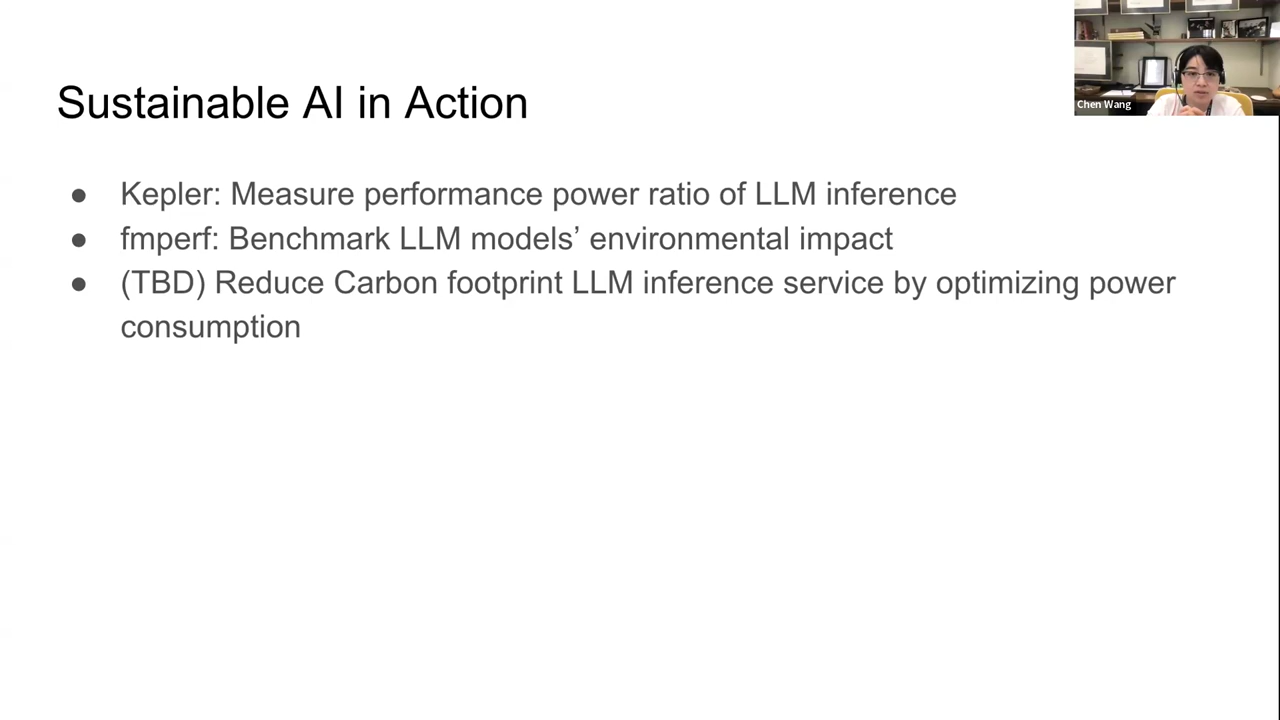 Sustainable AI in Action
Chen Wang
● Kepler: Measure performance power ratio of LLM inference
● fmperf: Benchmark LLM models’ environmental impact
● (TBD) Reduce Carbon footprint LLM inference service by optimizing power
consumption